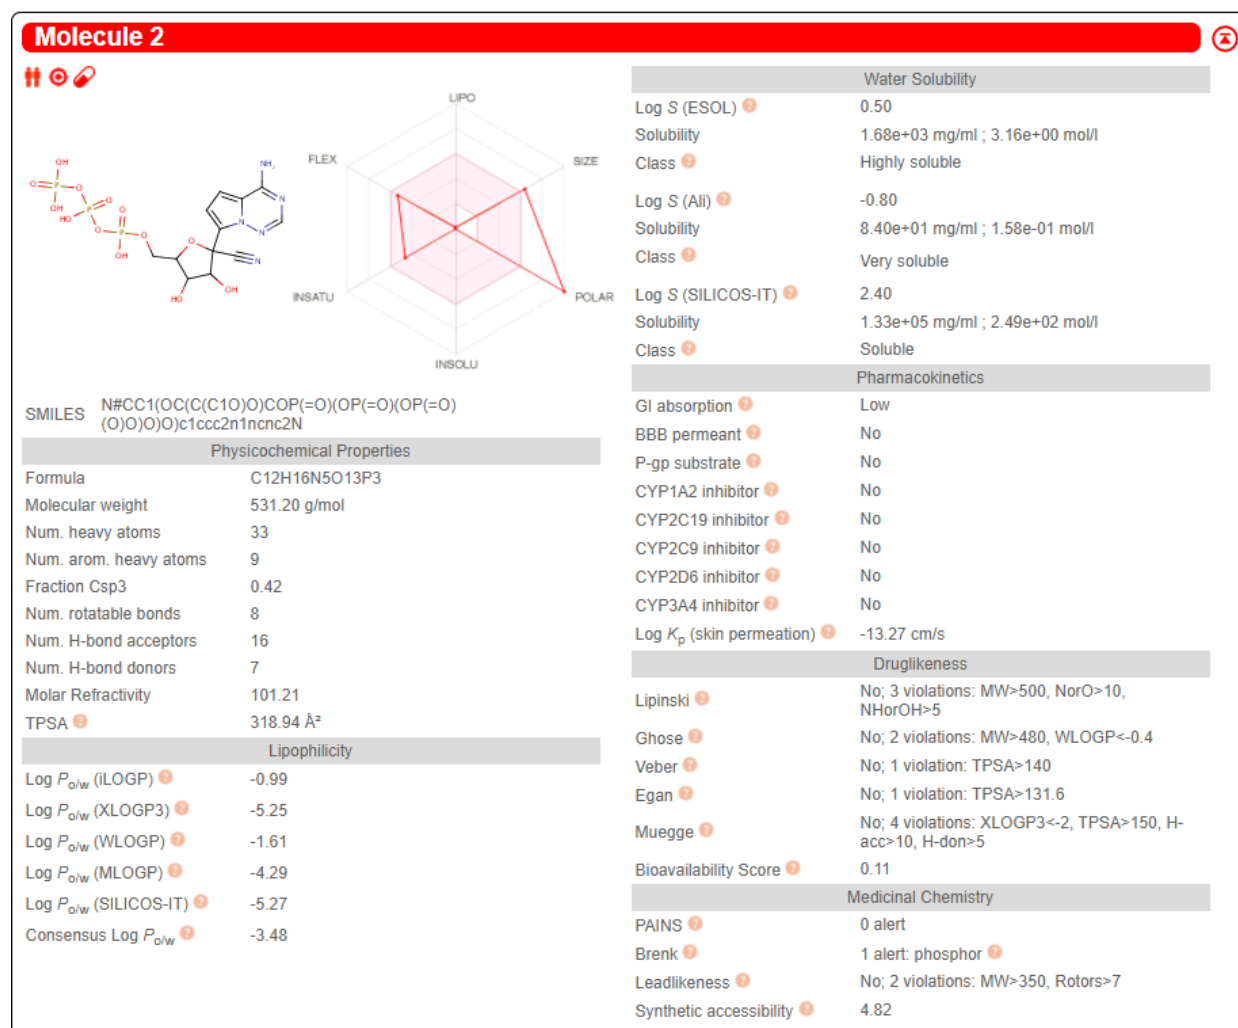 Molecule 2
LIPO
FLEX
SIZE
INSATU
POLAR
INSOLU
OH
O
P
O
OH
HO
P
O
O
P
O
OH
O
O
HO
OH
N
NH₂
N
N
N
SMILES N#CC1(OC(C(C1O)O)COP(=O)(OP(=O)(OP(=O)
(O)O)O)O)c1ccc2n1ncnc2N
Physicochemical Properties
Formula C12H16N5O13P3
Molecular weight 531.20 g/mol
Num. heavy atoms 33
Num. arom. heavy atoms 9
Fraction Csp3 0.42
Num. rotatable bonds 8
Num. H-bond acceptors 16
Num. H-bond donors 7
Molar Refractivity 101.21
TPSA ? 318.94 Å²
Lipophilicity
Log Po/w (iLOGP) ? -0.99
Log Po/w (XLOGP3) ? -5.25
Log Po/w (WLOGP) ? -1.61
Log Po/w (MLOGP) ? -4.29
Log Po/w (SILICOS-IT) ? -5.27
Consensus Log Po/w ? -3.48
Water Solubility
Log S (ESOL) ? 0.50
Solubility 1.68e+03 mg/ml ; 3.16e+00 mol/l
Class ? Highly soluble
Log S (Ali) ? -0.80
Solubility 8.40e+01 mg/ml ; 1.58e-01 mol/l
Class ? Very soluble
Log S (SILICOS-IT) ? 2.40
Solubility 1.33e+05 mg/ml ; 2.49e+02 mol/l
Class ? Soluble
Pharmacokinetics
GI absorption ? Low
BBB permeant ? No
P-gp substrate ? No
CYP1A2 inhibitor ? No
CYP2C19 inhibitor ? No
CYP2C9 inhibitor ? No
CYP2D6 inhibitor ? No
CYP3A4 inhibitor ? No
Log Kp (skin permeation) ? -13.27 cm/s
Druglikeness
Lipinski ? No; 3 violations: MW>500, NorO>10,
NHorOH>5
Ghose ? No; 2 violations: MW>480, WLOGP<-0.4
Veber ? No; 1 violation: TPSA>140
Egan ? No; 1 violation: TPSA>131.6
Muegge ? No; 4 violations: XLOGP3<-2, TPSA>150, H-
acc>10, H-don>5
Bioavailability Score ? 0.11
Medicinal Chemistry
PAINS ? 0 alert
Brenk ? 1 alert: phosphor ?
Leadlikeness ? No; 2 violations: MW>350, Rotors>7
Synthetic accessibility ? 4.82